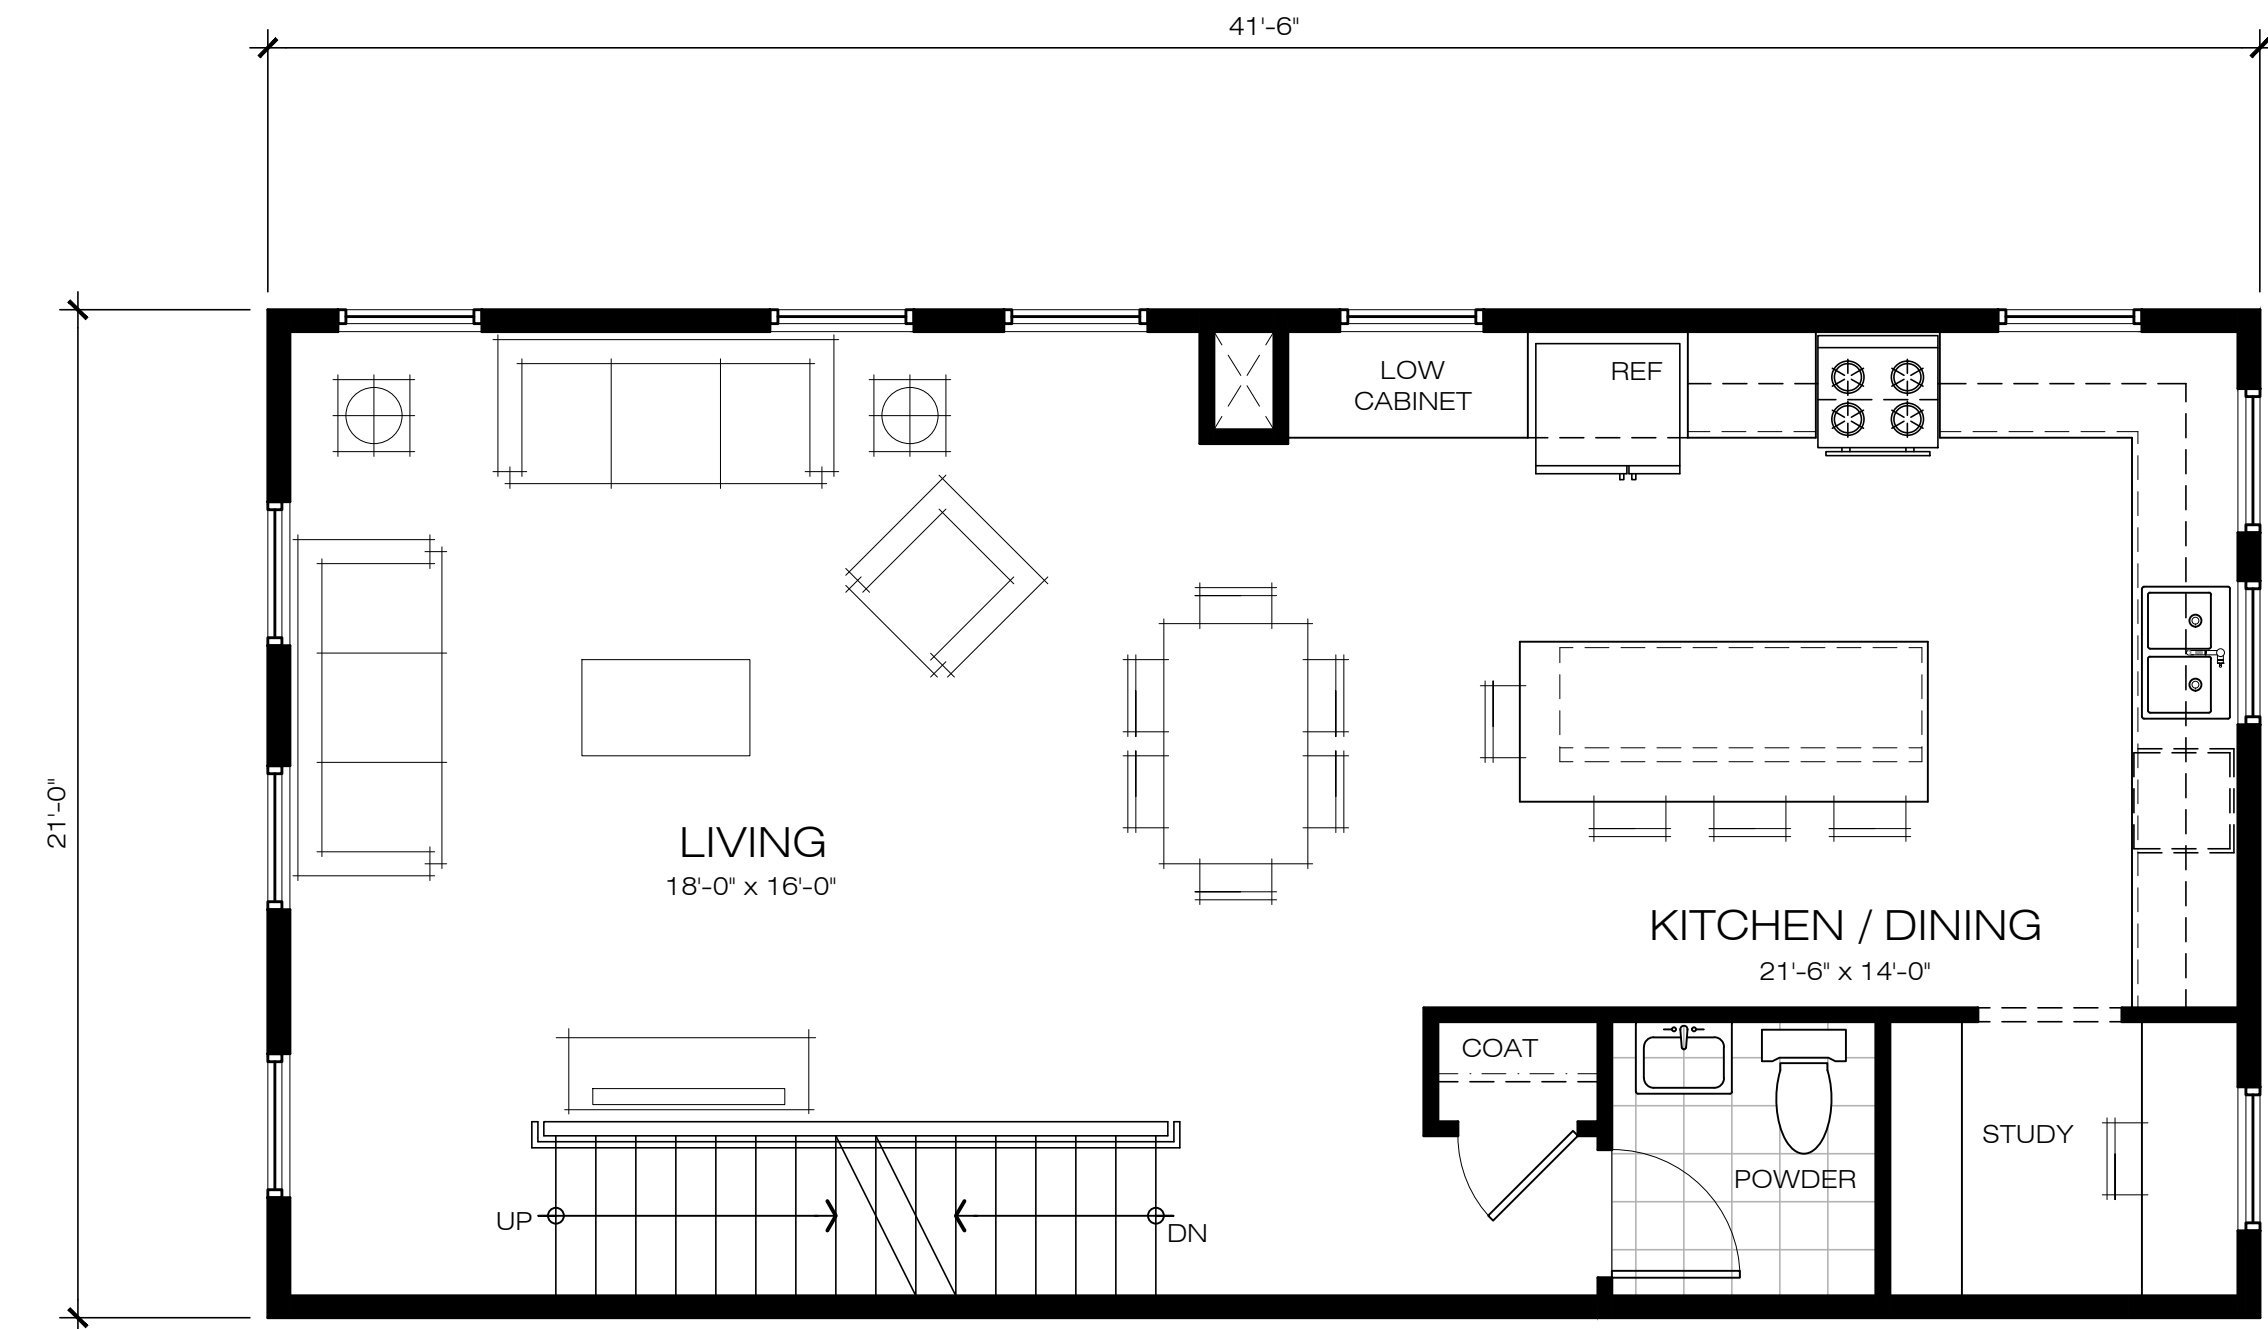 41'-6"
LOW
CABINET
REF
21'-0"
LIVING
18'-0" x 16'-0"
KITCHEN / DINING
21'-6" x 14'-0"
COAT
STUDY
POWDER
UP
DN